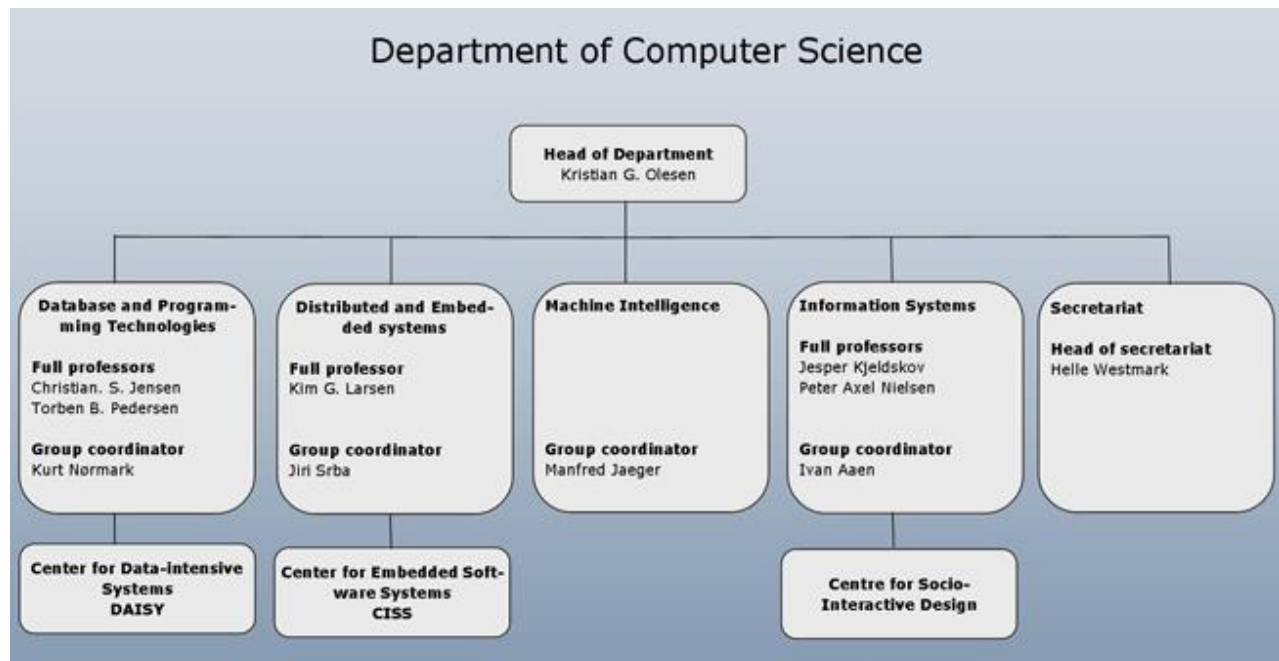 Department of Computer Science
Head of Department
Kristian G. Olesen
Database and Program-
ming Technologies
Full professors
Christian. S. Jensen
Torben B. Pedersen
Group coordinator
Kurt Nørmark
Distributed and Embed-
ded systems
Full professor
Kim G. Larsen
Group coordinator
Jiri Srba
Machine Intelligence
Group coordinator
Manfred Jaeger
Information Systems
Full professors
Jesper Kjeldskov
Peter Axel Nielsen
Group coordinator
Ivan Aaen
Secretariat
Head of secretariat
Helle Westmark
Center for Data-intensive
Systems
DAISY
Center for Embedded Soft-
ware Systems
CISS
Centre for Socio-
Interactive Design